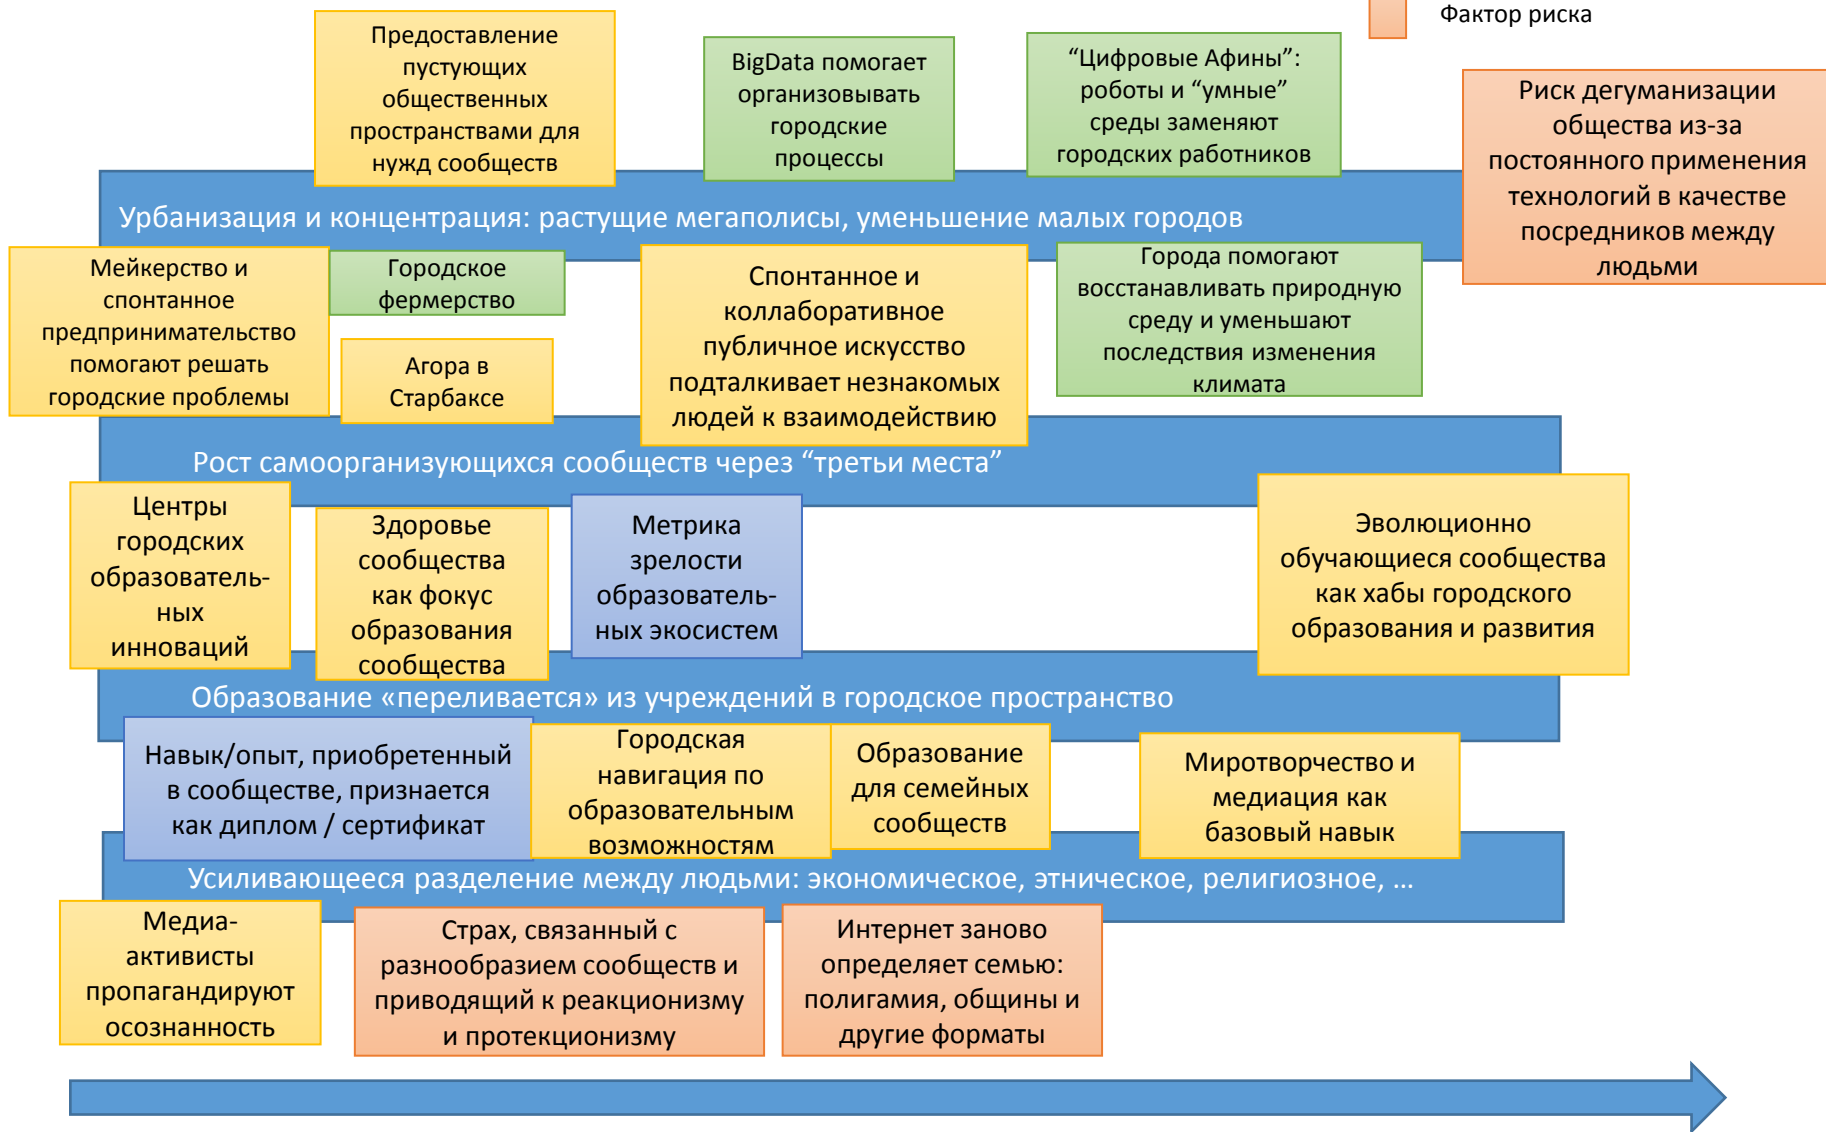 Фактор риска
Предоставление
пустующих
общественных
пространствами для
нужд сообществ
BigData помогает
организовывать
городские
процессы
“Цифровые Афины”:
роботы и “умные”
среды заменяют
городских работников
Риск дегуманизации
общества из-за
постоянного применения
технологий в качестве
посредников между
людьми
Урбанизация и концентрация: растущие мегаполисы, уменьшение малых городов
Мейкерство и
спонтанное
предпринимательство
помогают решать
городские проблемы
Городское
фермерство
Агора в
Старбаксе
Спонтанное и
коллаборативное
публичное искусство
подталкивает незнакомых
людей к взаимодействию
Города помогают
восстанавливать природную
среду и уменьшают
последствия изменения
климата
Рост самоорганизующихся сообществ через “третьи места”
Центры
городских
образователь-
ных
инноваций
Здоровье
сообщества
как фокус
образования
сообщества
Метрика
зрелости
образователь-
ных экосистем
Эволюционно
обучающиеся сообщества
как хабы городского
образования и развития
Образование «переливается» из учреждений в городское пространство
Навык/опыт, приобретенный
в сообществе, признается
как диплом / сертификат
Городская
навигация по
образовательным
возможностям
Образование
для семейных
сообществ
Миротворчество и
медиация как
базовый навык
Усиливающееся разделение между людьми: экономическое, этническое, религиозное, …
Медиа-
активисты
пропагандируют
осознанность
Страх, связанный с
разнообразием сообществ и
приводящий к реакционизму
и протекционизму
Интернет заново
определяет семью:
полигамия, общины и
другие форматы